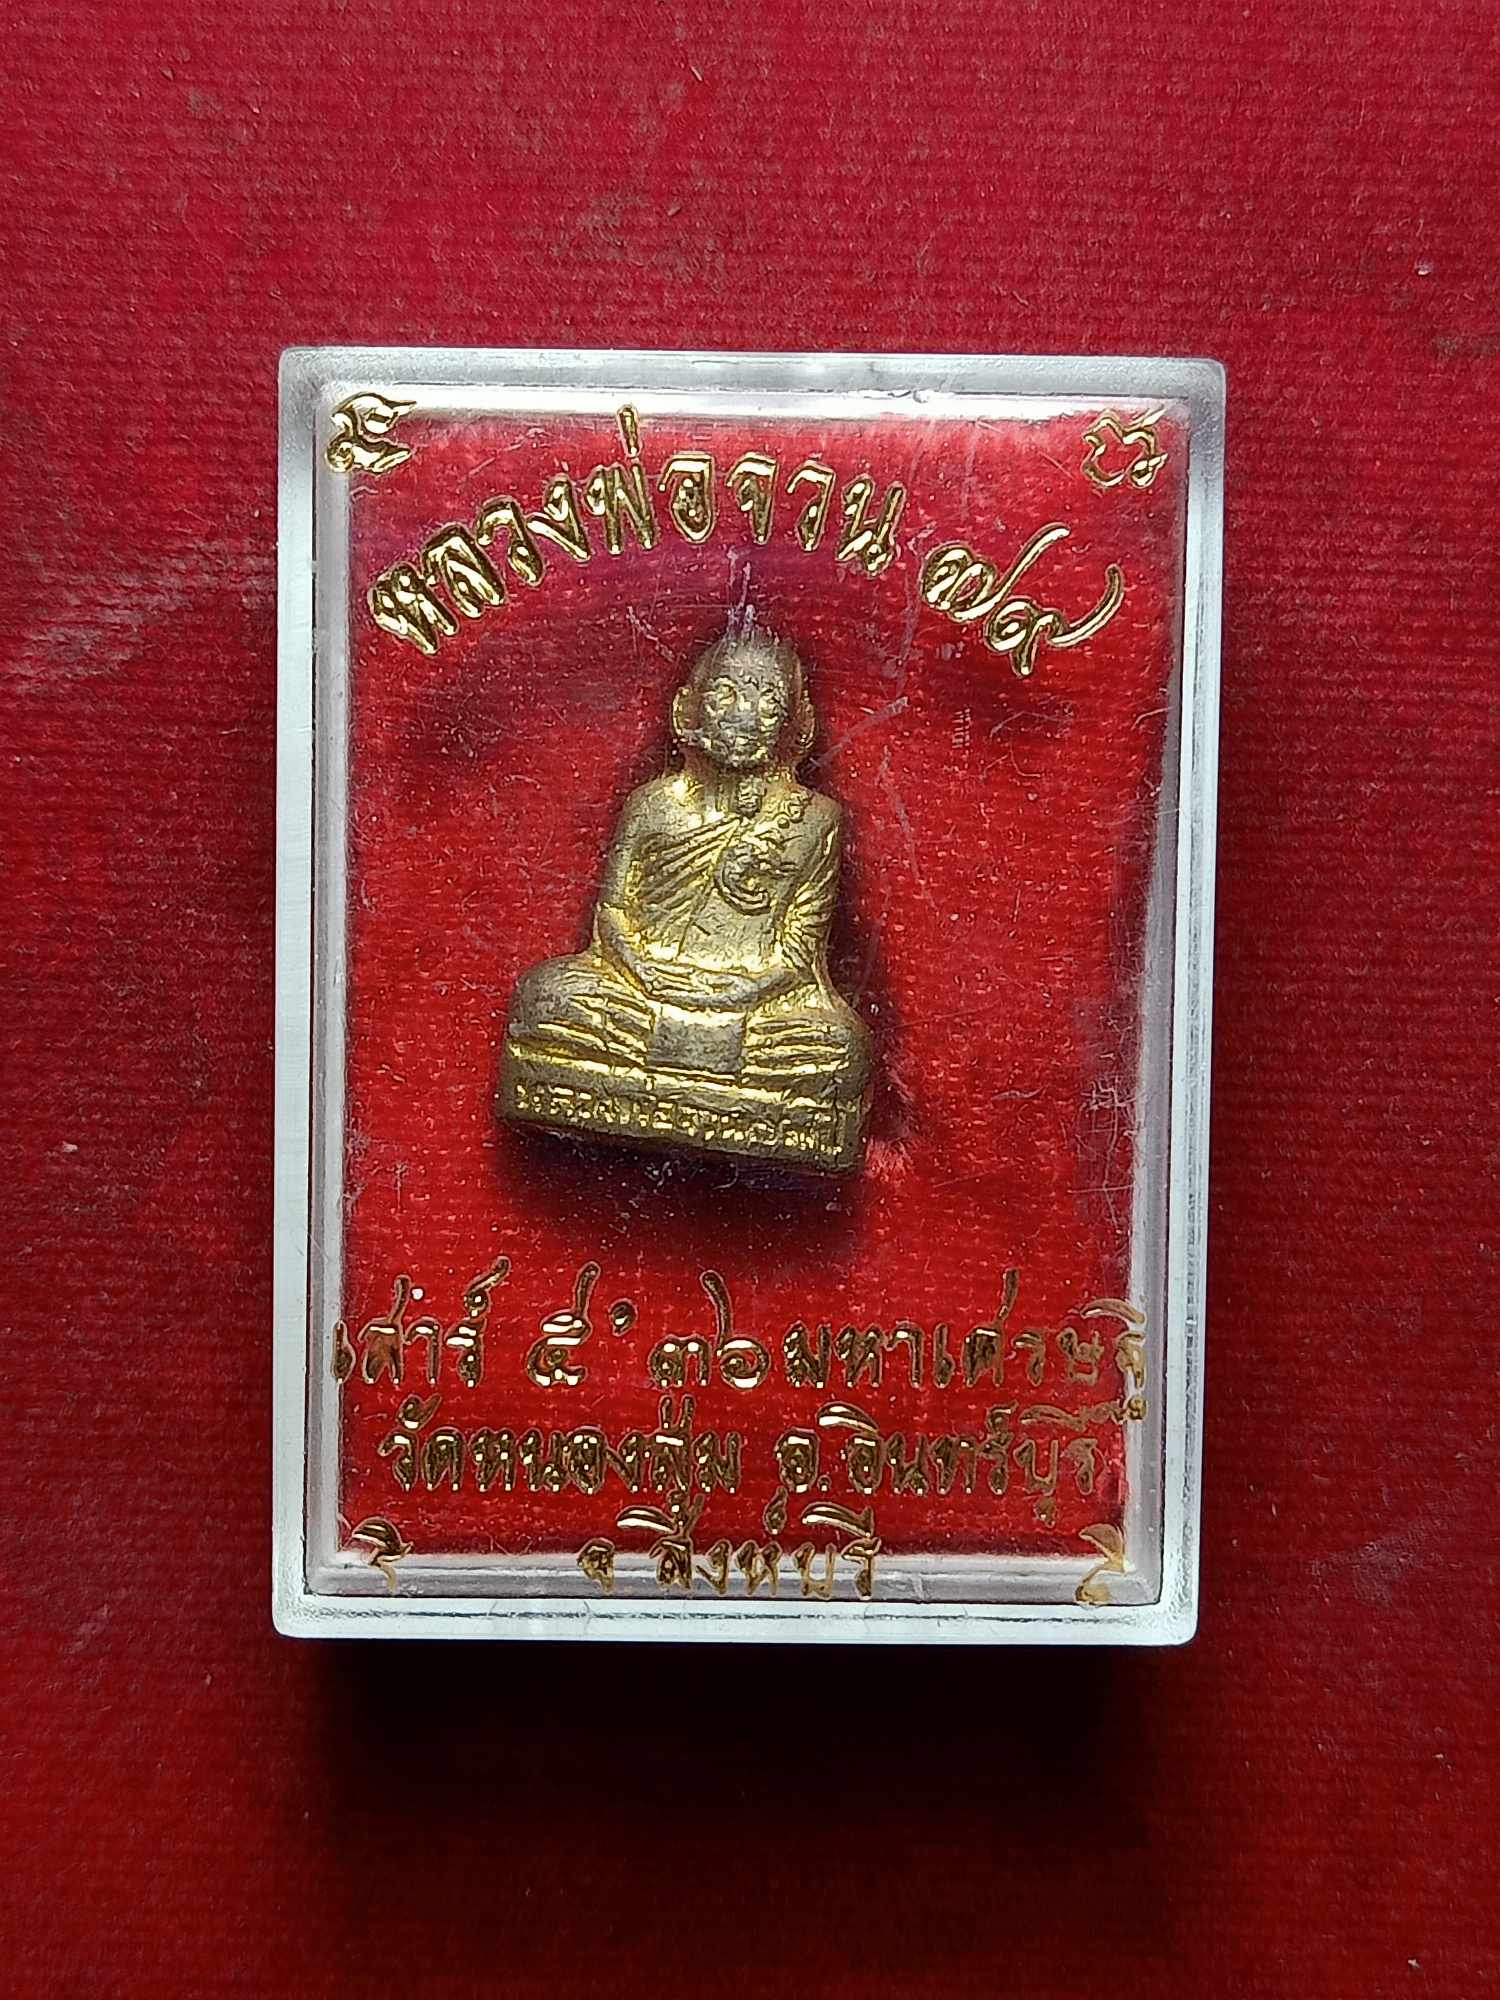 หลวงพ่อจวน ๗๙
เสาร์ ๕' ๓๖ มหาเศรษฐี
วัดหนองสุ่ม อ.อินทร์บุรี
จ.สิงห์บุรี